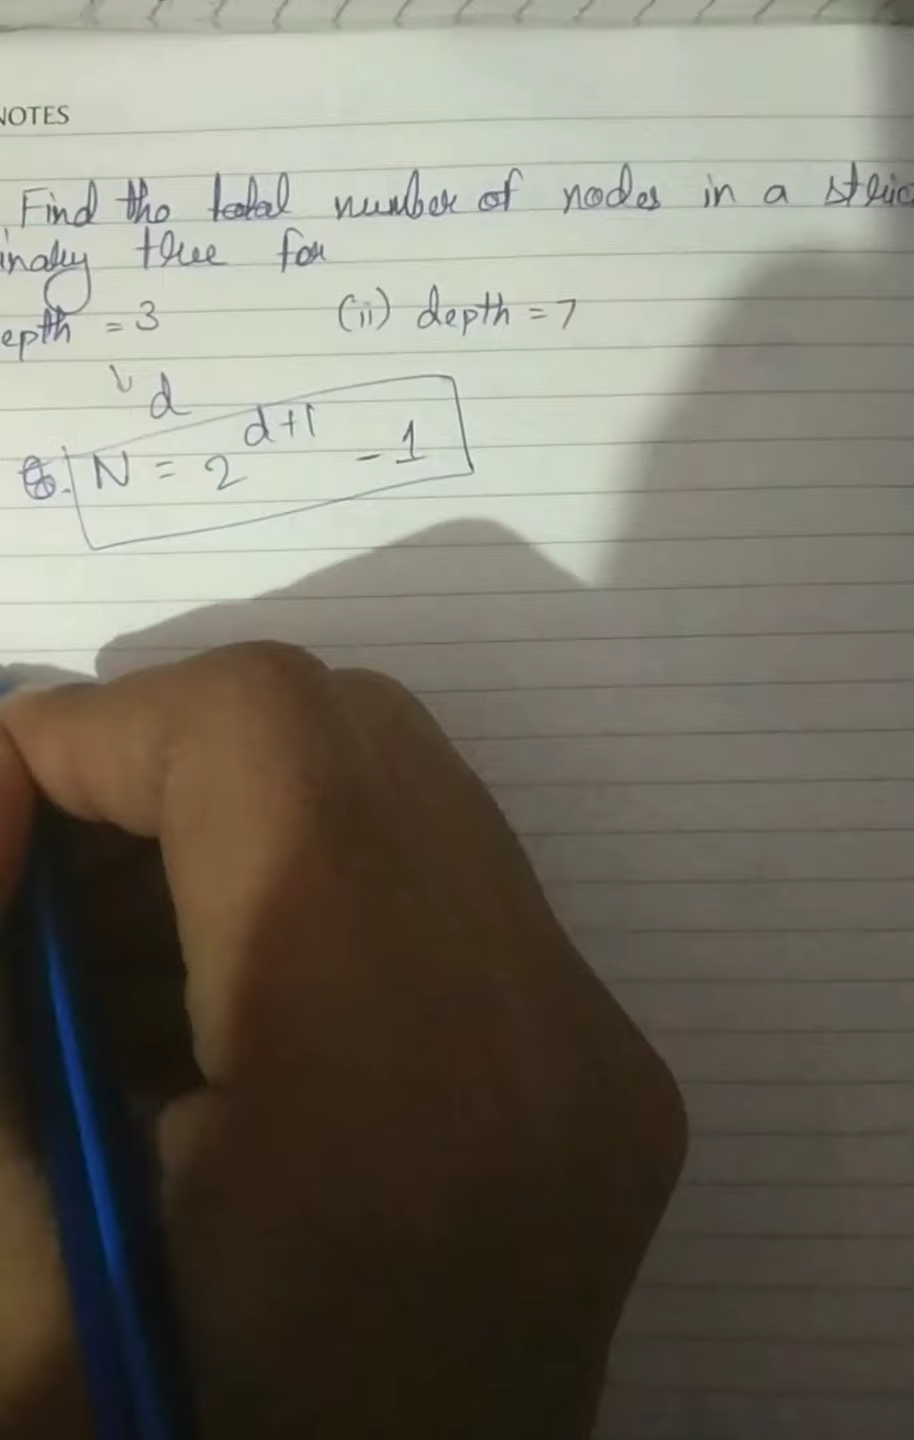 NOTES
Find the total number of nodes in a stric
inary tree for
epth = 3 (ii) depth = 7
d
N = 2^{d+1} - 1